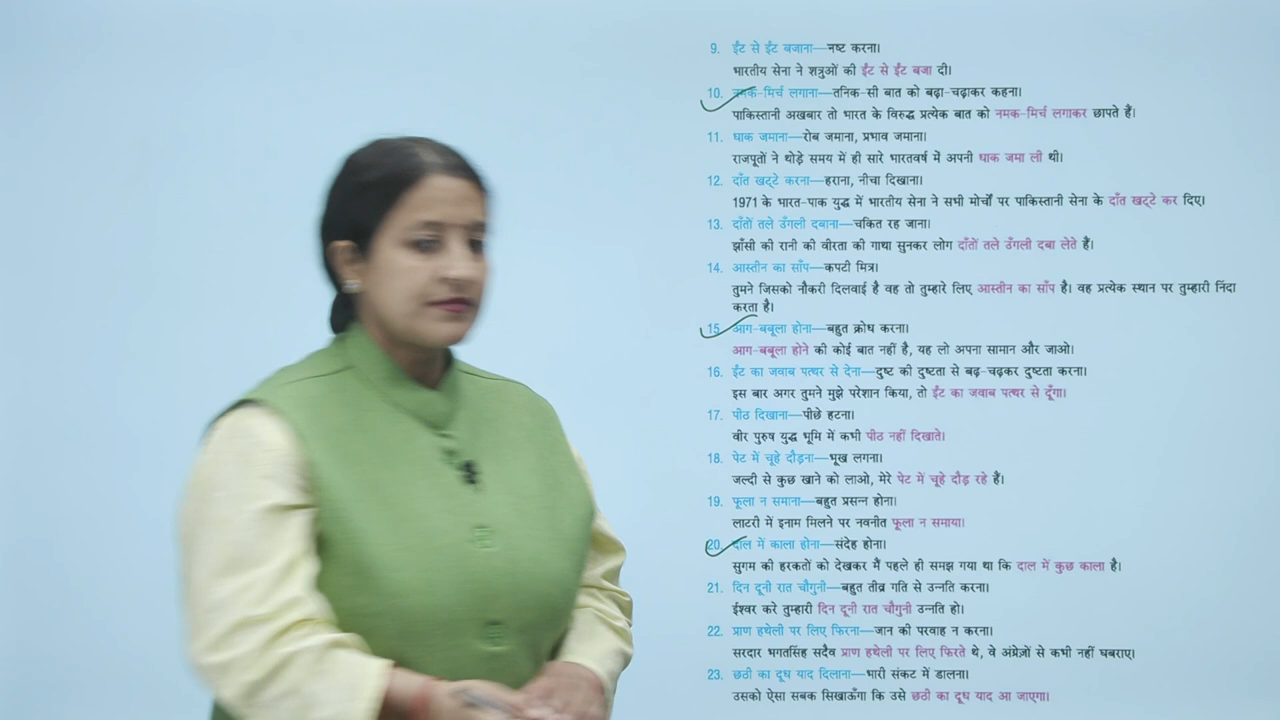 9. ईंट से ईंट बजाना—नष्ट करना।
भारतीय सेना ने शत्रुओं की ईंट से ईंट बजा दी।
10. नमक-मिर्च लगाना—तनिक-सी बात को बढ़ा-चढ़ाकर कहना।
पाकिस्तानी अखबार तो भारत के विरुद्ध प्रत्येक बात को नमक-मिर्च लगाकर छापते हैं।
11. धाक जमाना—रोब जमाना, प्रभाव जमाना।
राजपूतों ने थोड़े समय में ही सारे भारतवर्ष में अपनी धाक जमा ली थी।
12. दाँत खट्टे करना—हराना, नीचा दिखाना।
1971 के भारत-पाक युद्ध में भारतीय सेना ने सभी मोर्चों पर पाकिस्तानी सेना के दाँत खट्टे कर दिए।
13. दाँतों तले उँगली दबाना—चकित रह जाना।
झाँसी की रानी की वीरता की गाथा सुनकर लोग दाँतों तले उँगली दबा लेते हैं।
14. आस्तीन का साँप—कपटी मित्र।
तुमने जिसको नौकरी दिलवाई है वह तो तुम्हारे लिए आस्तीन का साँप है। वह प्रत्येक स्थान पर तुम्हारी निंदा
करता है।
15. आग-बबूला होना—बहुत क्रोध करना।
आग-बबूला होने की कोई बात नहीं है, यह लो अपना सामान और जाओ।
16. ईंट का जवाब पत्थर से देना—दुष्ट की दुष्टता से बढ़-चढ़कर दुष्टता करना।
इस बार अगर तुमने मुझे परेशान किया, तो ईंट का जवाब पत्थर से दूँगा।
17. पीठ दिखाना—पीछे हटना।
वीर पुरुष युद्ध भूमि में कभी पीठ नहीं दिखाते।
18. पेट में चूहे दौड़ना—भूख लगना।
जल्दी से कुछ खाने को लाओ, मेरे पेट में चूहे दौड़ रहे हैं।
19. फूला न समाना—बहुत प्रसन्न होना।
लाटरी में इनाम मिलने पर नवनीत फूला न समाया।
20. दाल में काला होना—संदेह होना।
सुगम की हरकतों को देखकर मैं पहले ही समझ गया था कि दाल में कुछ काला है।
21. दिन दूनी रात चौगुनी—बहुत तीव्र गति से उन्नति करना।
ईश्वर करे तुम्हारी दिन दूनी रात चौगुनी उन्नति हो।
22. प्राण हथेली पर लिए फिरना—जान की परवाह न करना।
सरदार भगतसिंह सदैव प्राण हथेली पर लिए फिरते थे, वे अंग्रेज़ों से कभी नहीं घबराए।
23. छठी का दूध याद दिलाना—भारी संकट में डालना।
उसको ऐसा सबक सिखाऊँगा कि उसे छठी का दूध याद आ जाएगा।